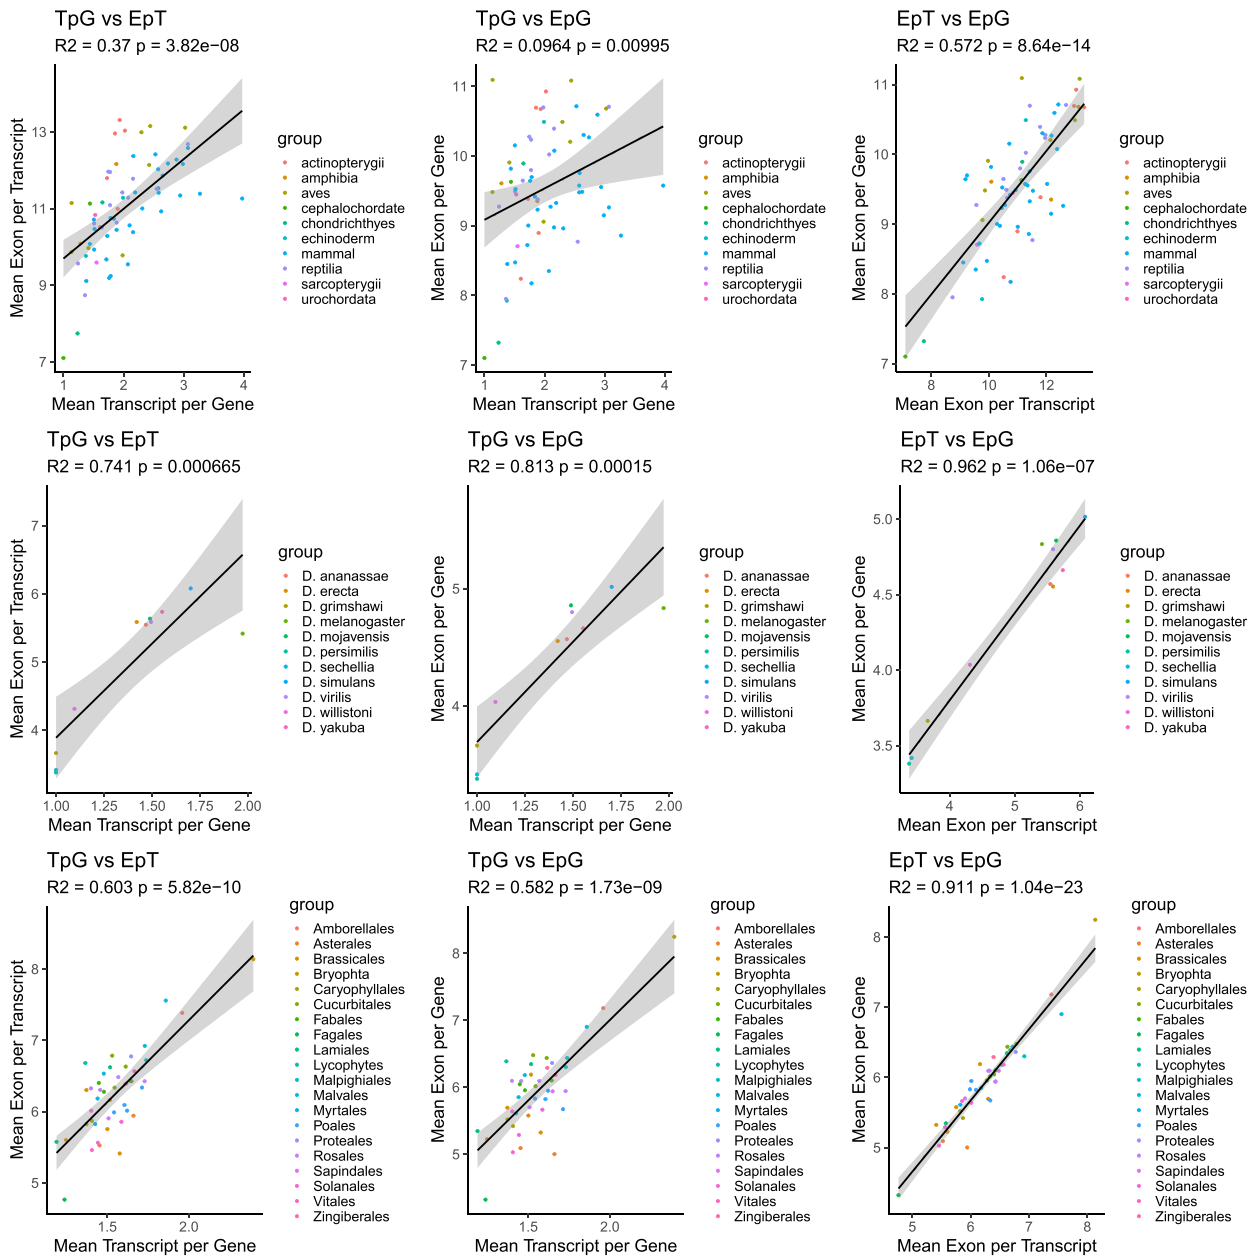 TpG vs EpT
R2 = 0.37 p = 3.82e−08
13
11
9
7
1
2
3
4
Mean Exon per Transcript
Mean Transcript per Gene
group
actinopterygii
amphibia
aves
cephalochordate
chondrichthyes
echinoderm
mammal
reptilia
sarcopterygii
urochordata
TpG vs EpG
R2 = 0.0964 p = 0.00995
11
10
9
8
7
1
2
3
4
Mean Exon per Gene
Mean Transcript per Gene
group
actinopterygii
amphibia
aves
cephalochordate
chondrichthyes
echinoderm
mammal
reptilia
sarcopterygii
urochordata
EpT vs EpG
R2 = 0.572 p = 8.64e−14
11
10
9
8
7
8
10
12
Mean Exon per Gene
Mean Exon per Transcript
group
actinopterygii
amphibia
aves
cephalochordate
chondrichthyes
echinoderm
mammal
reptilia
sarcopterygii
urochordata
TpG vs EpT
R2 = 0.741 p = 0.000665
7
6
5
4
1.00
1.25
1.50
1.75
2.00
Mean Exon per Transcript
Mean Transcript per Gene
group
D. ananassae
D. erecta
D. grimshawi
D. melanogaster
D. mojavensis
D. persimilis
D. sechellia
D. simulans
D. virilis
D. willistoni
D. yakuba
TpG vs EpG
R2 = 0.813 p = 0.00015
5
4
1.00
1.25
1.50
1.75
2.00
Mean Exon per Gene
Mean Transcript per Gene
group
D. ananassae
D. erecta
D. grimshawi
D. melanogaster
D. mojavensis
D. persimilis
D. sechellia
D. simulans
D. virilis
D. willistoni
D. yakuba
EpT vs EpG
R2 = 0.962 p = 1.06e−07
5.0
4.5
4.0
3.5
4
5
6
Mean Exon per Gene
Mean Exon per Transcript
group
D. ananassae
D. erecta
D. grimshawi
D. melanogaster
D. mojavensis
D. persimilis
D. sechellia
D. simulans
D. virilis
D. willistoni
D. yakuba
TpG vs EpT
R2 = 0.603 p = 5.82e−10
8
7
6
5
1.5
2.0
Mean Exon per Transcript
Mean Transcript per Gene
group
Amborellales
Asterales
Brassicales
Bryophta
Caryophyllales
Cucurbitales
Fabales
Fagales
Lamiales
Lycophytes
Malpighiales
Malvales
Myrtales
Poales
Proteales
Rosales
Sapindales
Solanales
Vitales
Zingiberales
TpG vs EpG
R2 = 0.582 p = 1.73e−09
8
7
6
5
1.5
2.0
Mean Exon per Gene
Mean Transcript per Gene
group
Amborellales
Asterales
Brassicales
Bryophta
Caryophyllales
Cucurbitales
Fabales
Fagales
Lamiales
Lycophytes
Malpighiales
Malvales
Myrtales
Poales
Proteales
Rosales
Sapindales
Solanales
Vitales
Zingiberales
EpT vs EpG
R2 = 0.911 p = 1.04e−23
8
7
6
5
5
6
7
8
Mean Exon per Gene
Mean Exon per Transcript
group
Amborellales
Asterales
Brassicales
Bryophta
Caryophyllales
Cucurbitales
Fabales
Fagales
Lamiales
Lycophytes
Malpighiales
Malvales
Myrtales
Poales
Proteales
Rosales
Sapindales
Solanales
Vitales
Zingiberales